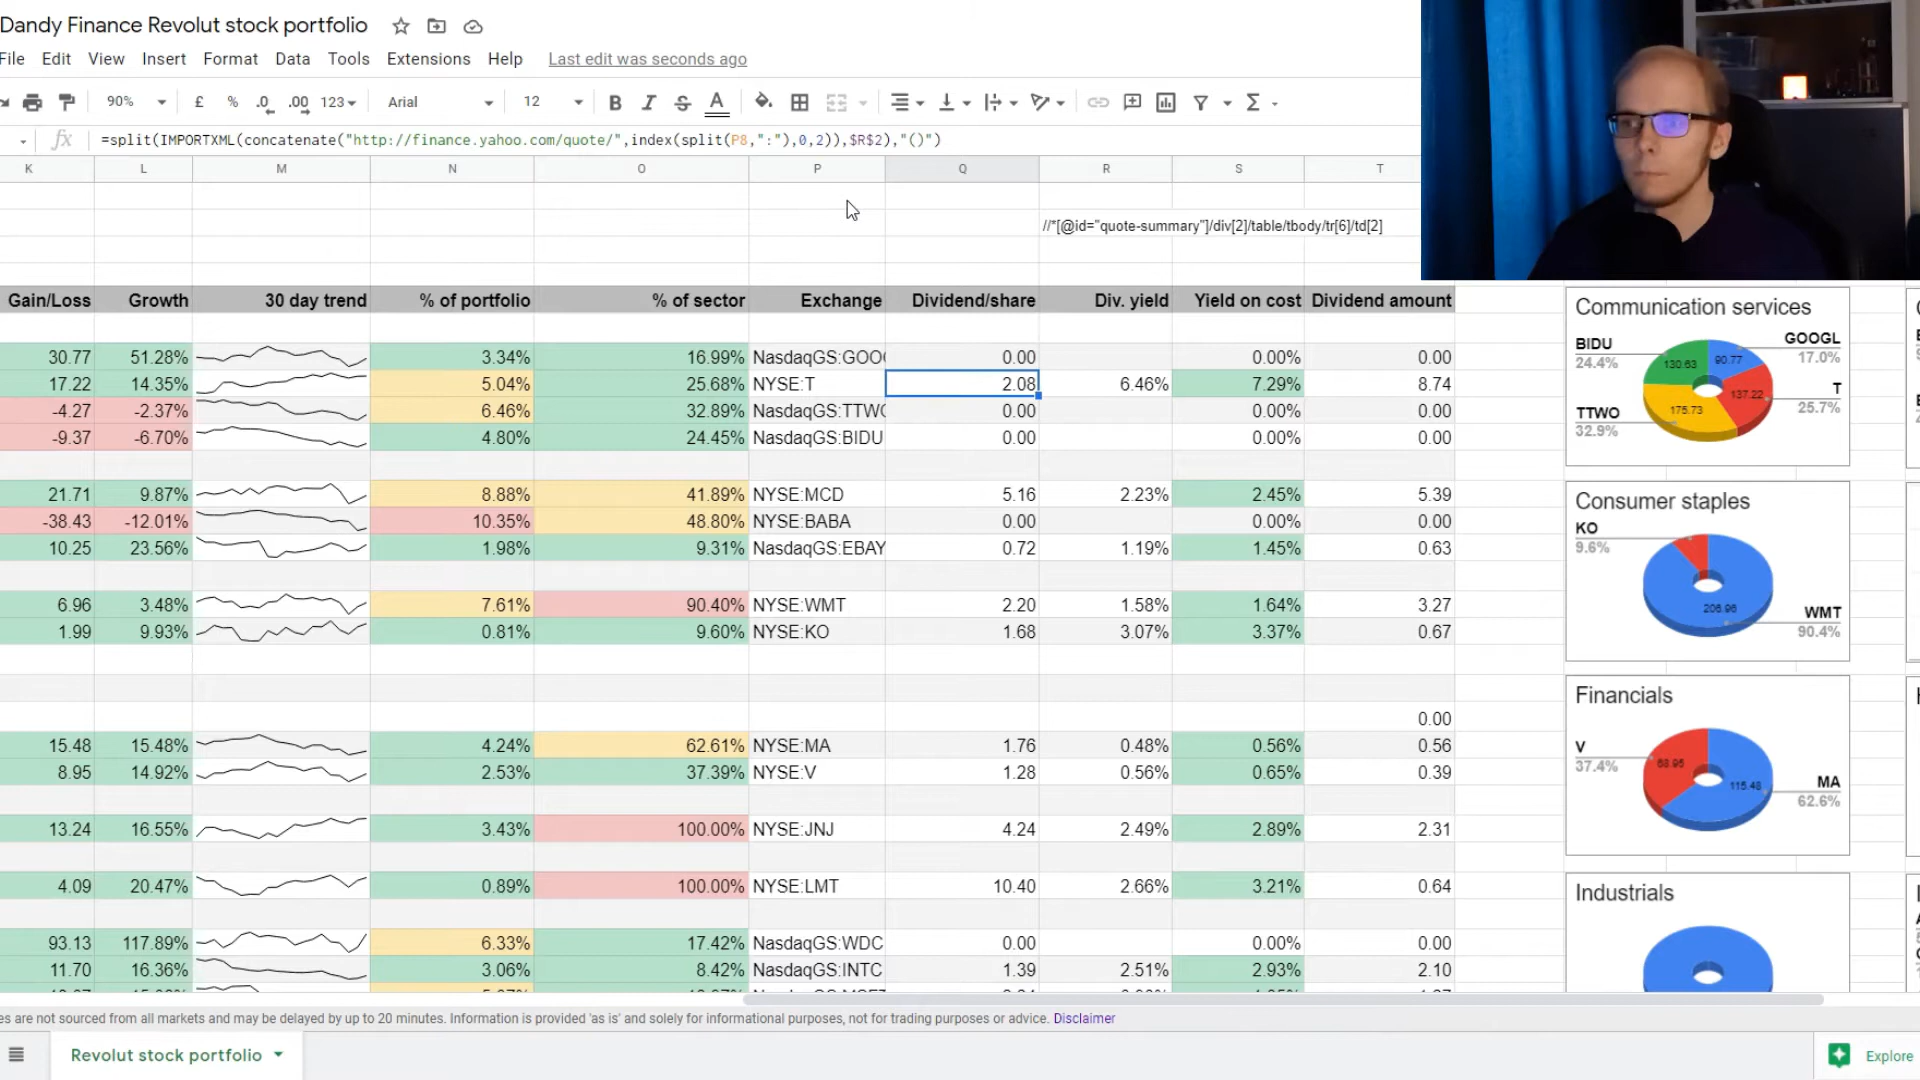 Dandy Finance Revolut stock portfolio
File Edit View Insert Format Data Tools Extensions Help Last edit was seconds ago
90% £ % .0 .00 123 Arial 12 B I S A Σ
fx =split(IMPORTXML(concatenate("http://finance.yahoo.com/quote/",index(split(P8,":"),0,2)),$R$2),"()")
K L M N O P Q R S T
//*[@id="quote-summary"]/div[2]/table/tbody/tr[6]/td[2]
Gain/Loss Growth 30 day trend % of portfolio % of sector Exchange Dividend/share Div. yield Yield on cost Dividend amount
30.77 51.28% 3.34% 16.99% NasdaqGS:GOO 0.00 0.00% 0.00
17.22 14.35% 5.04% 25.68% NYSE:T 2.08 6.46% 7.29% 8.74
-4.27 -2.37% 6.46% 32.89% NasdaqGS:TTWO 0.00 0.00% 0.00
-9.37 -6.70% 4.80% 24.45% NasdaqGS:BIDU 0.00 0.00% 0.00
21.71 9.87% 8.88% 41.89% NYSE:MCD 5.16 2.23% 2.45% 5.39
-38.43 -12.01% 10.35% 48.80% NYSE:BABA 0.00 0.00% 0.00
10.25 23.56% 1.98% 9.31% NasdaqGS:EBAY 0.72 1.19% 1.45% 0.63
6.96 3.48% 7.61% 90.40% NYSE:WMT 2.20 1.58% 1.64% 3.27
1.99 9.93% 0.81% 9.60% NYSE:KO 1.68 3.07% 3.37% 0.67
0.00
15.48 15.48% 4.24% 62.61% NYSE:MA 1.76 0.48% 0.56% 0.56
8.95 14.92% 2.53% 37.39% NYSE:V 1.28 0.56% 0.65% 0.39
13.24 16.55% 3.43% 100.00% NYSE:JNJ 4.24 2.49% 2.89% 2.31
4.09 20.47% 0.89% 100.00% NYSE:LMT 10.40 2.66% 3.21% 0.64
93.13 117.89% 6.33% 17.42% NasdaqGS:WDC 0.00 0.00% 0.00
11.70 16.36% 3.06% 8.42% NasdaqGS:INTC 1.39 2.51% 2.93% 2.10
Communication services
BIDU
24.4%
GOOGL
17.0%
130.63 90.77
137.22
175.73
T
25.7%
TTWO
32.9%
Consumer staples
KO
9.6%
206.96
WMT
90.4%
Financials
V
37.4%
68.95
115.48
MA
62.6%
Industrials
es are not sourced from all markets and may be delayed by up to 20 minutes. Information is provided 'as is' and solely for informational purposes, not for trading purposes or advice. Disclaimer
Revolut stock portfolio
Explore